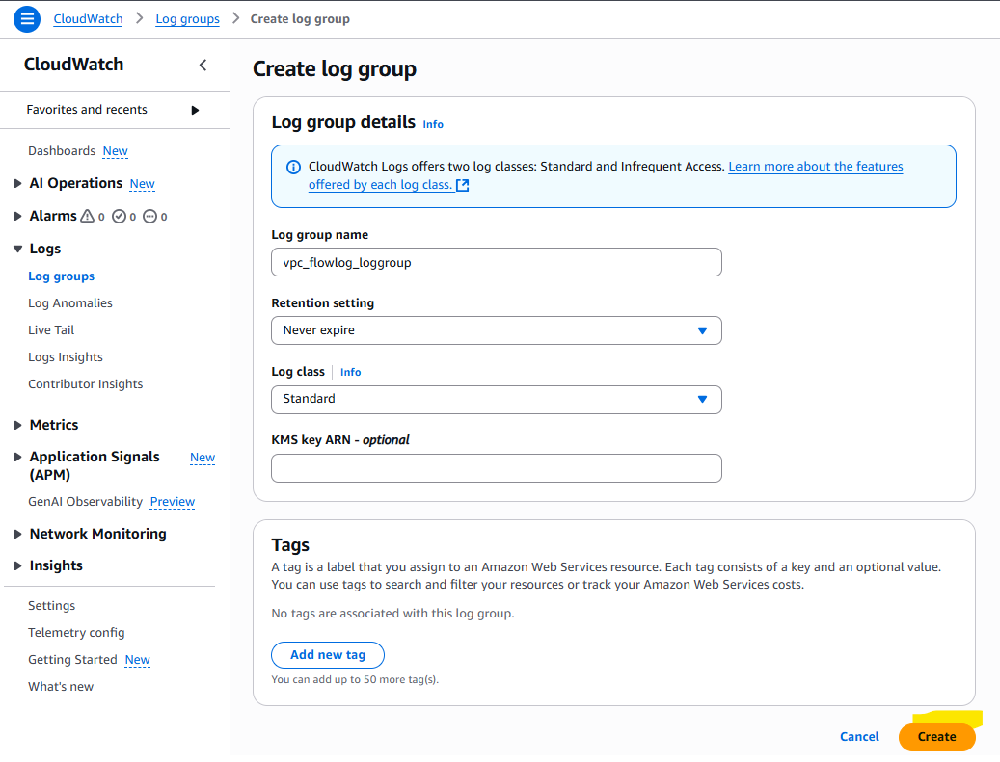 CloudWatch > Log groups > Create log group
CloudWatch
Favorites and recents
Dashboards New
AI Operations New
Alarms 0 0 0
Logs
Log groups
Log Anomalies
Live Tail
Logs Insights
Contributor Insights
Metrics
Application Signals New
(APM)
GenAI Observability Preview
Network Monitoring
Insights
Settings
Telemetry config
Getting Started New
What's new
Create log group
Log group details Info
CloudWatch Logs offers two log classes: Standard and Infrequent Access. Learn more about the features
offered by each log class.
Log group name
vpc_flowlog_loggroup
Retention setting
Never expire
Log class Info
Standard
KMS key ARN - optional
Tags
A tag is a label that you assign to an Amazon Web Services resource. Each tag consists of a key and an optional value.
You can use tags to search and filter your resources or track your Amazon Web Services costs.
No tags are associated with this log group.
Add new tag
You can add up to 50 more tag(s).
Cancel Create